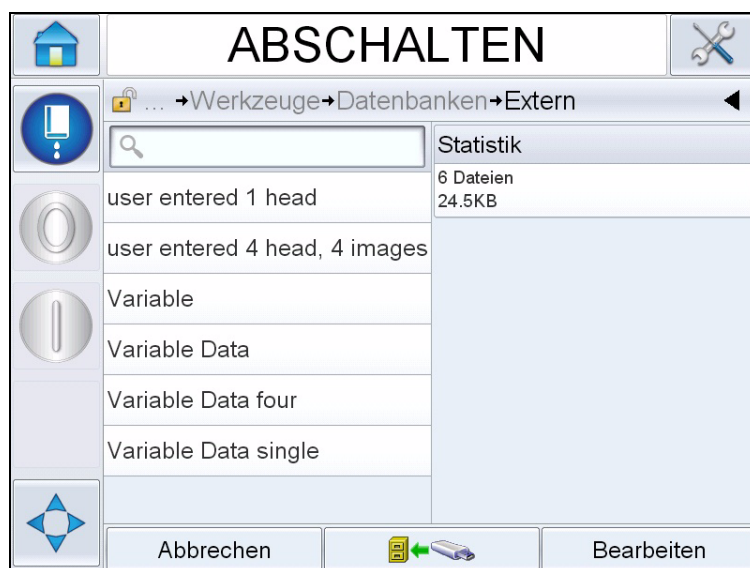 ABSCHALTEN
... →Werkzeuge→Datenbanken→Extern
Statistik
6 Dateien
24.5KB
user entered 1 head
user entered 4 head, 4 images
Variable
Variable Data
Variable Data four
Variable Data single
Abbrechen
Bearbeiten